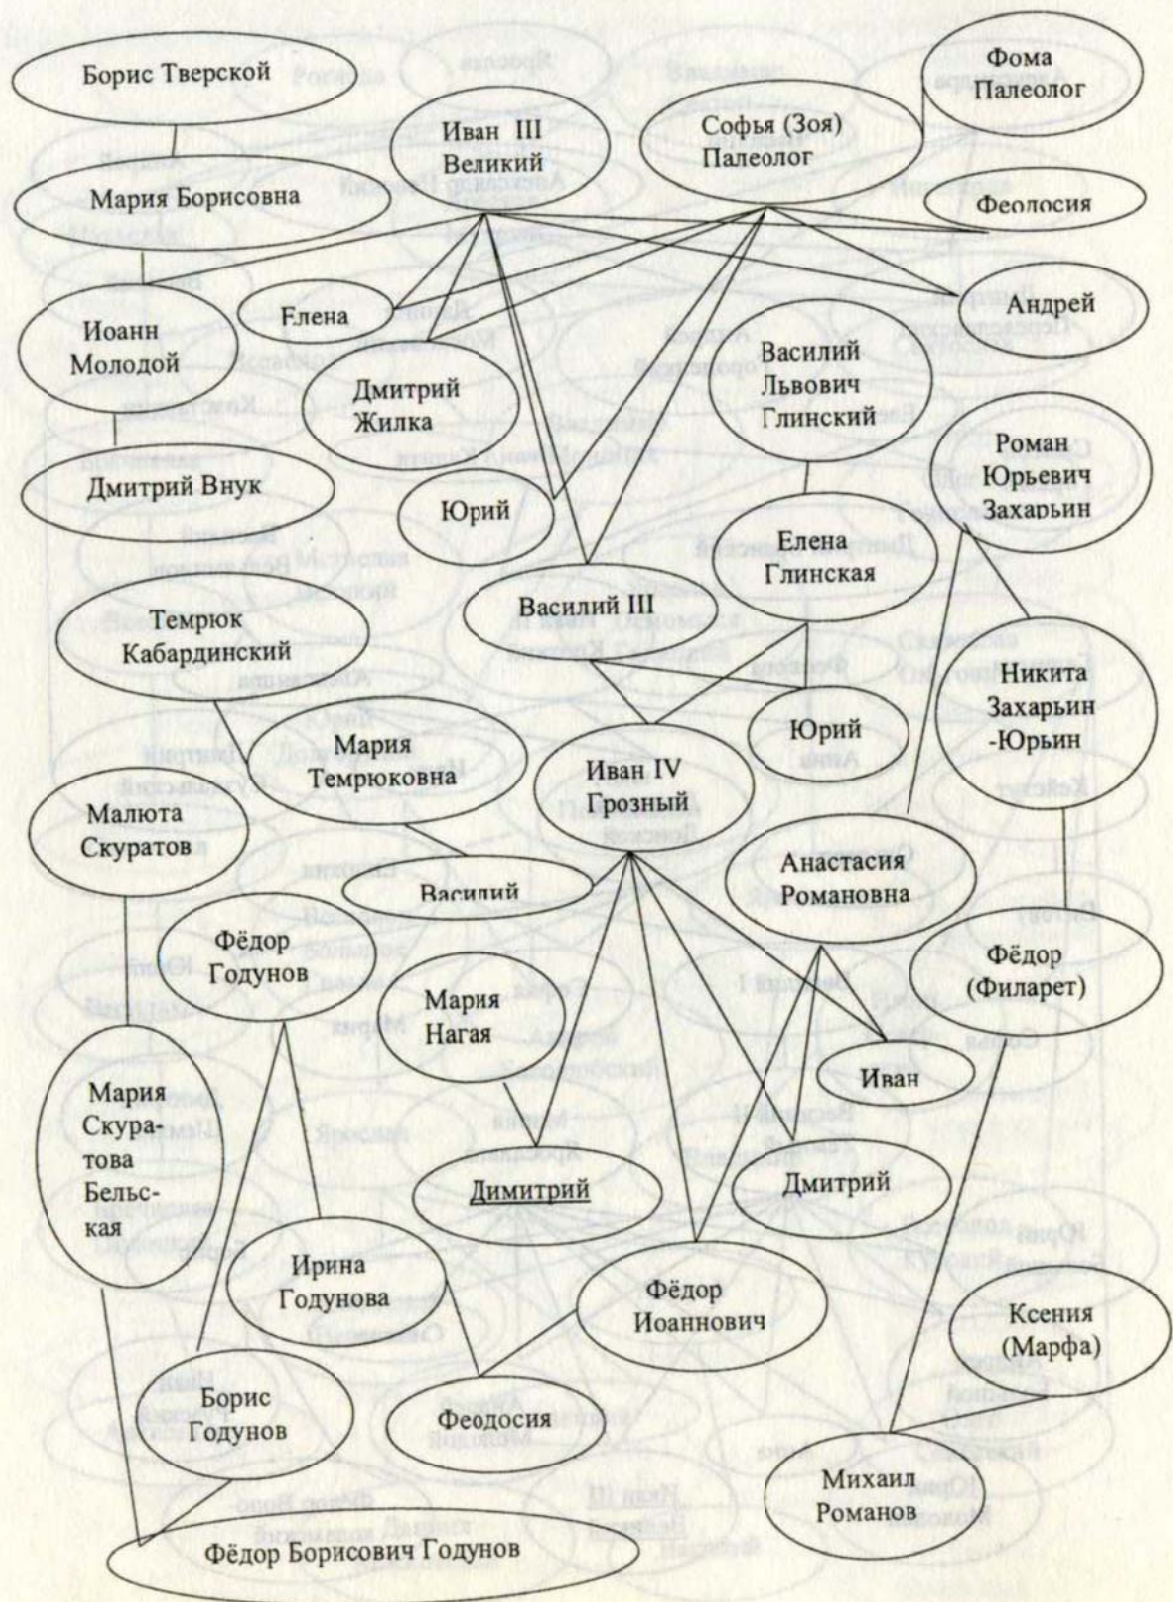 Борис Тверской
Фома
Палеолог
Иван III
Великий
Софья (Зоя)
Палеолог
Мария Борисовна
Феолосия
Иоанн
Молодой
Елена
Андрей
Дмитрий
Жилка
Василий
Львович
Глинский
Роман
Юрьевич
Захарьин
Дмитрий Внук
Юрий
Елена
Глинская
Темрюк
Кабардинский
Василий III
Никита
Захарьин
-Юрьин
Мария
Темрюковна
Юрий
Иван IV
Грозный
Малюта
Скуратов
Анастасия
Романовна
Василий
Фёдор
Годунов
Мария
Нагая
Фёдор
(Филарет)
Иван
Мария
Скура-
това
Бельс-
кая
Димитрий
Дмитрий
Ирина
Годунова
Фёдор
Иоаннович
Ксения
(Марфа)
Борис
Годунов
Феодосия
Михаил
Романов
Фёдор Борисович Годунов